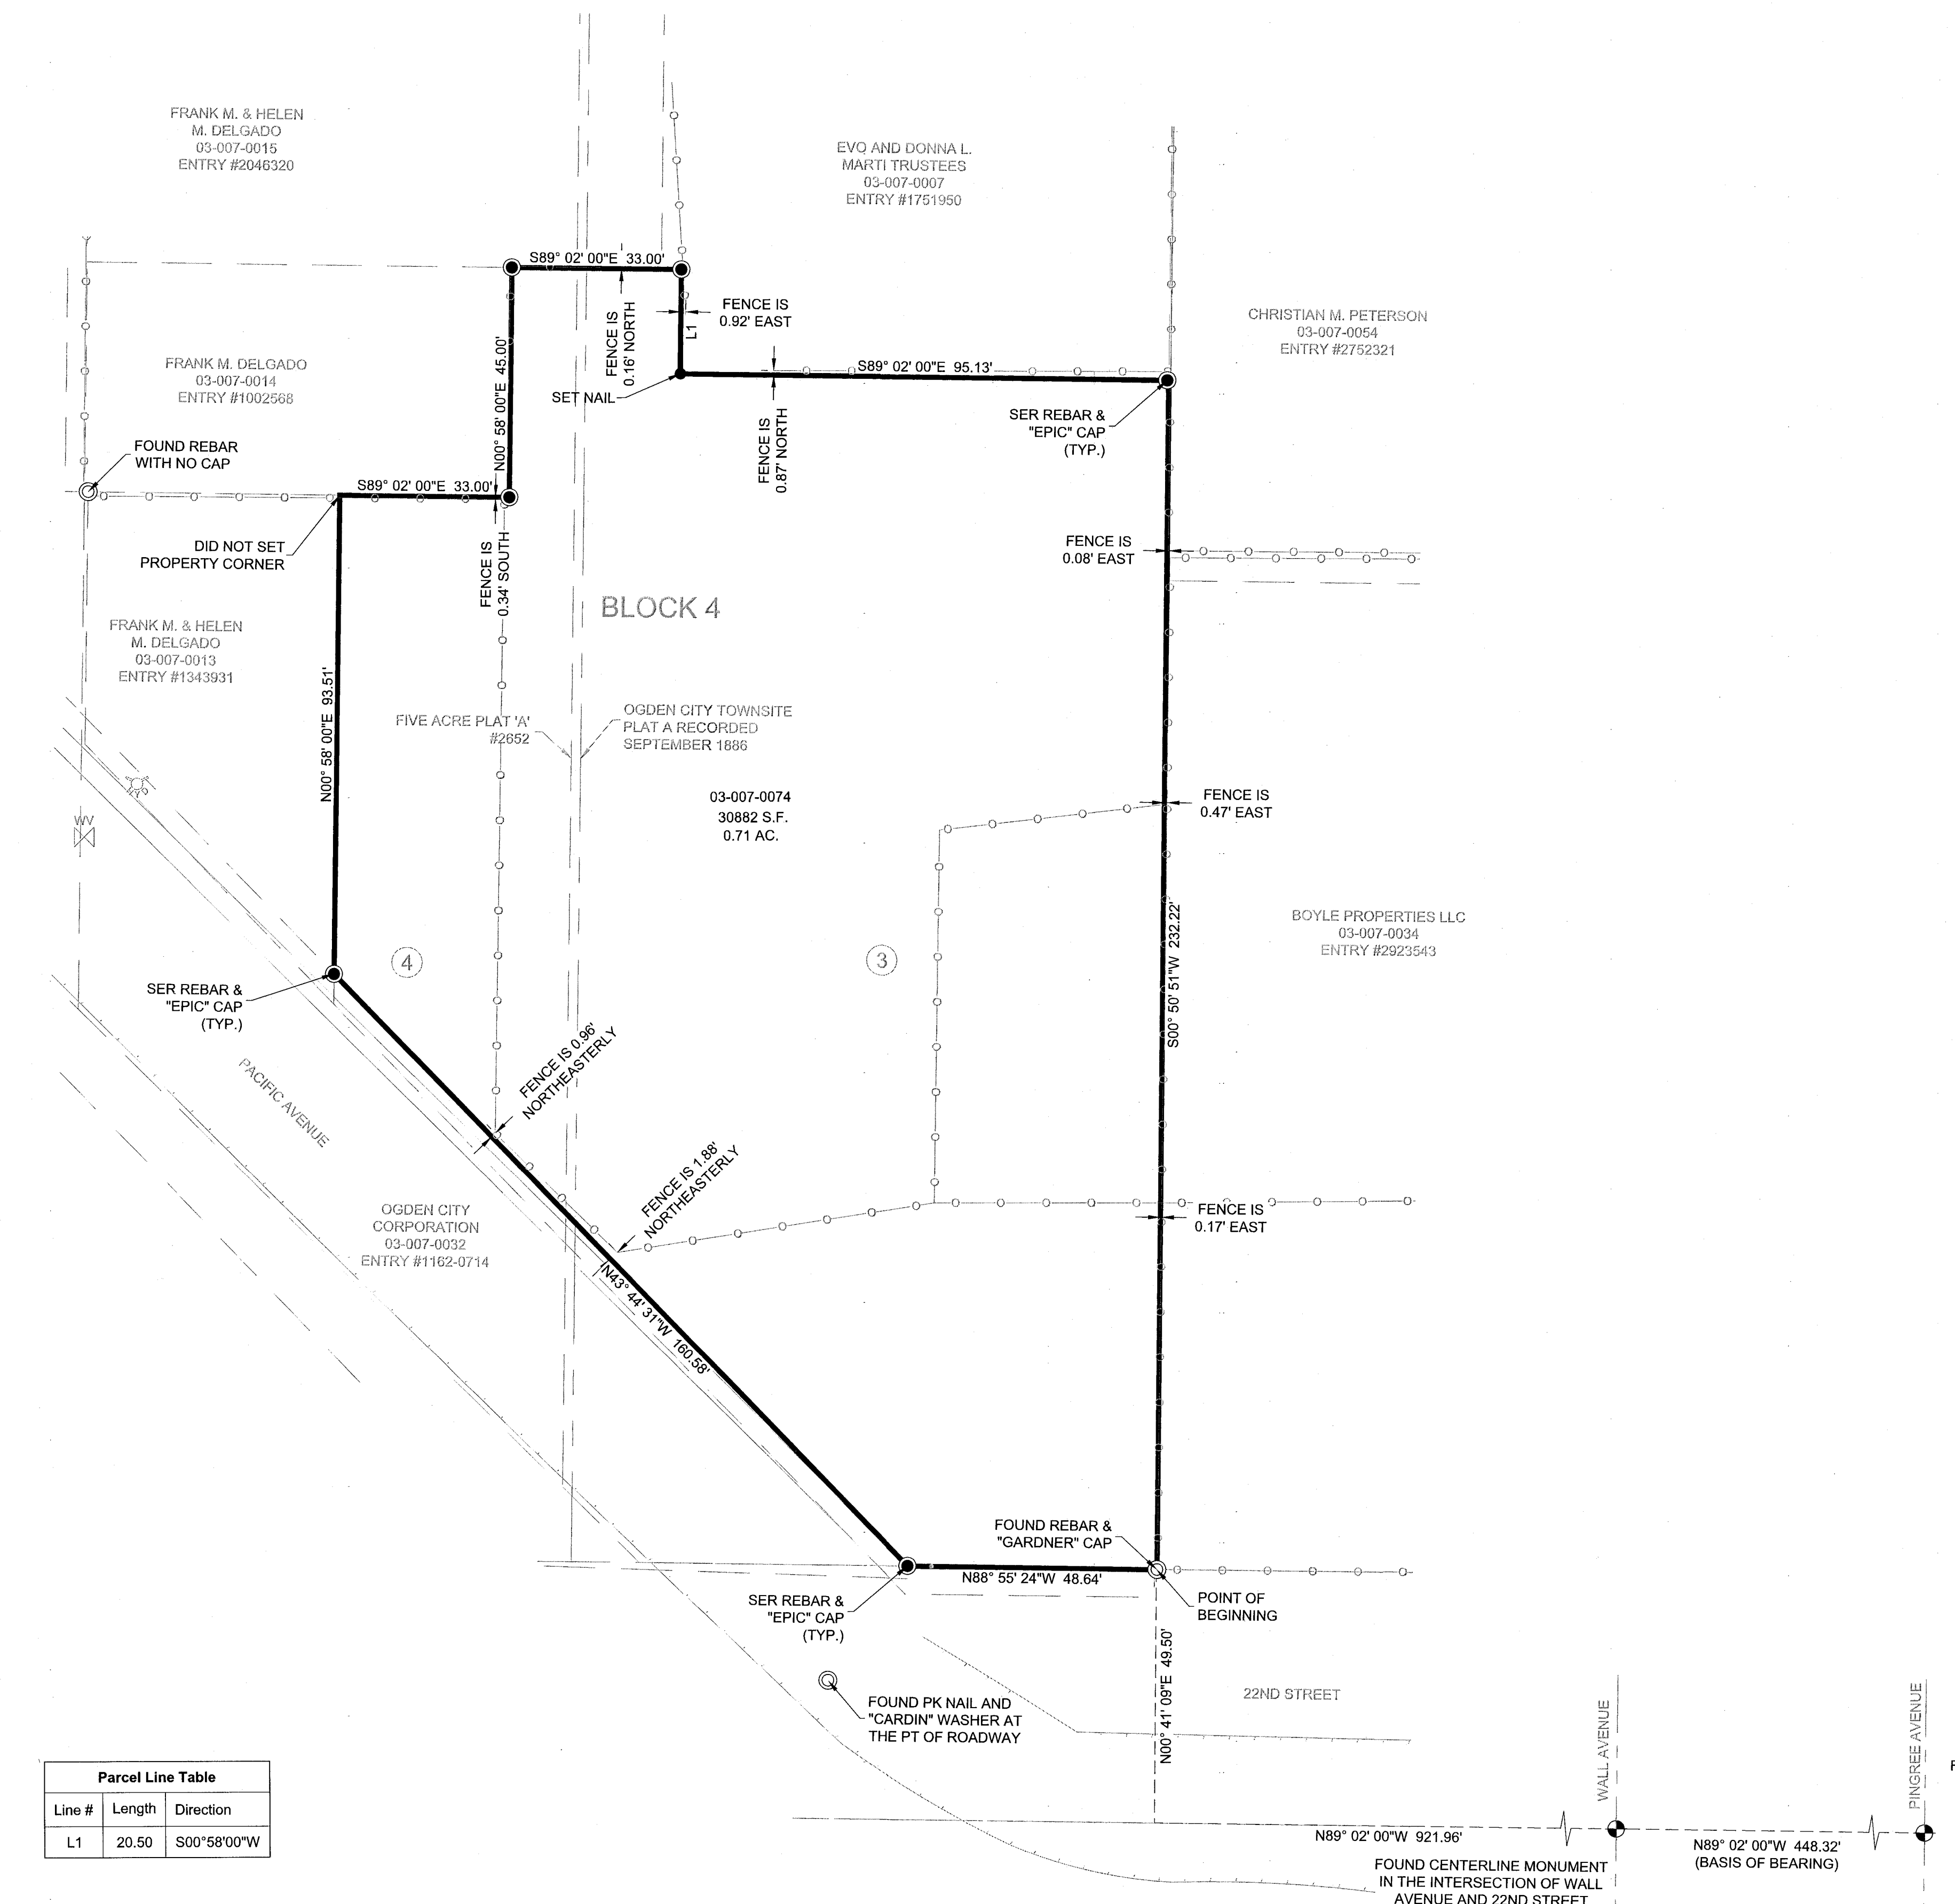 FRANK M. & HELEN
M. DELGADO
03-007-0015
ENTRY #2046320
EVO AND DONNA L.
MARTI TRUSTEES
03-007-0007
ENTRY #1751950
CHRISTIAN M. PETERSON
03-007-0054
ENTRY #2752321
S89° 02' 00"E 33.00'
FENCE IS
0.16' NORTH
FENCE IS
0.92' EAST
L1
N00° 58' 00"E 45.00'
FRANK M. DELGADO
03-007-0014
ENTRY #1002568
SET NAIL
S89° 02' 00"E 95.13'
FENCE IS
0.87' NORTH
SER REBAR &
"EPIC" CAP
(TYP.)
FOUND REBAR
WITH NO CAP
S89° 02' 00"E 33.00'
DID NOT SET
PROPERTY CORNER
FENCE IS
0.34' SOUTH
FENCE IS
0.08' EAST
BLOCK 4
FRANK M. & HELEN
M. DELGADO
03-007-0013
ENTRY #1343931
N00° 58' 00"E 93.51'
FIVE ACRE PLAT 'A'
#2652
OGDEN CITY TOWNSITE
PLAT A RECORDED
SEPTEMBER 1886
03-007-0074
30882 S.F.
0.71 AC.
FENCE IS
0.47' EAST
WV
BOYLE PROPERTIES LLC
03-007-0034
ENTRY #2923543
S00° 50' 51"W 232.22'
4
3
SER REBAR &
"EPIC" CAP
(TYP.)
PACIFIC AVENUE
FENCE IS 0.96'
NORTHEASTERLY
FENCE IS 1.88'
NORTHEASTERLY
OGDEN CITY
CORPORATION
03-007-0032
ENTRY #1162-0714
FENCE IS
0.17' EAST
N43° 44' 31"W 160.58'
FOUND REBAR &
"GARDNER" CAP
N88° 55' 24"W 48.64'
SER REBAR &
"EPIC" CAP
(TYP.)
POINT OF
BEGINNING
N00° 41' 09"E 49.50'
FOUND PK NAIL AND
"CARDIN" WASHER AT
THE PT OF ROADWAY
22ND STREET
WALL AVENUE
PINGREE AVENUE
F
Parcel Line Table
Line # Length Direction
L1 20.50 S00°58'00"W
N89° 02' 00"W 921.96'
N89° 02' 00"W 448.32'
(BASIS OF BEARING)
FOUND CENTERLINE MONUMENT
IN THE INTERSECTION OF WALL
AVENUE AND 22ND STREET